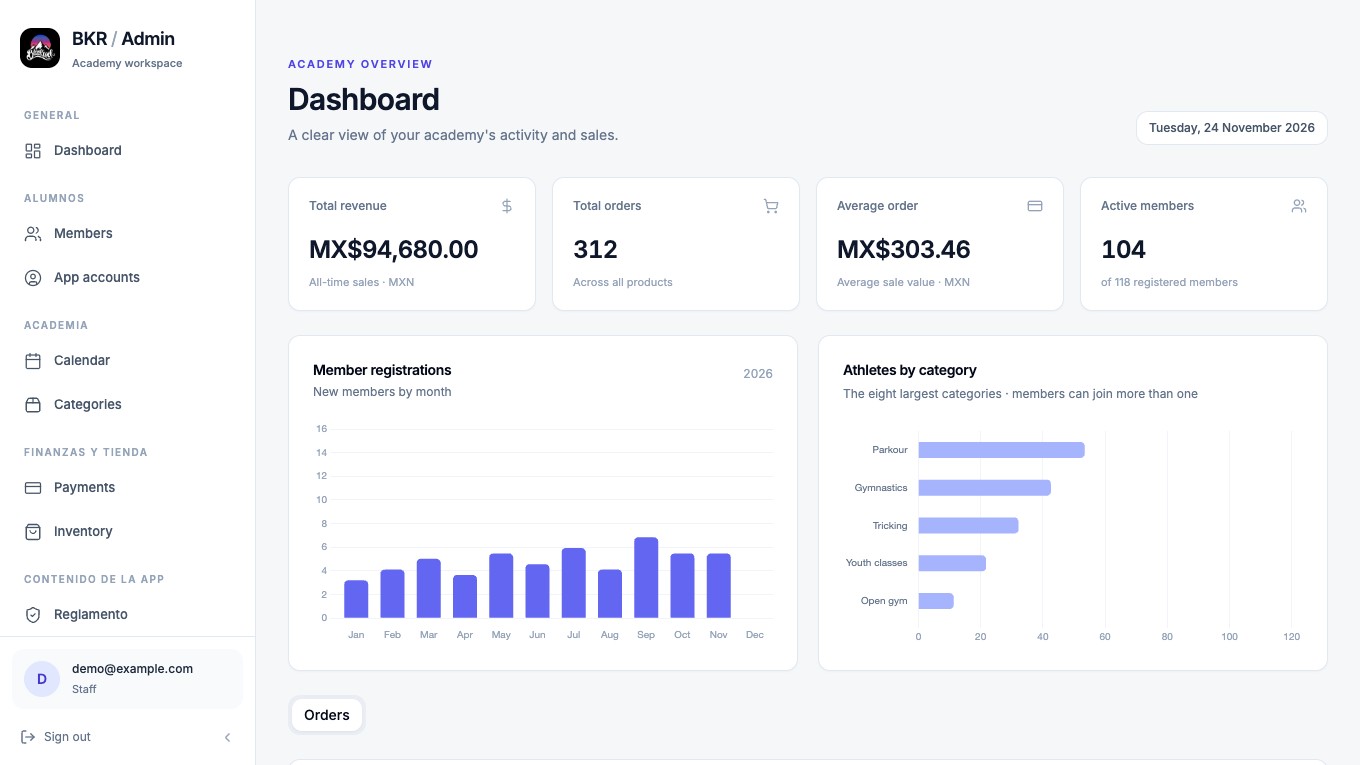 BKR / Admin
Academy workspace
GENERAL
Dashboard
ALUMNOS
Members
App accounts
ACADEMIA
Calendar
Categories
FINANZAS Y TIENDA
Payments
Inventory
CONTENIDO DE LA APP
Reglamento
D
demo@example.com
Staff
Sign out
ACADEMY OVERVIEW
Dashboard
A clear view of your academy's activity and sales.
Tuesday, 24 November 2026
Total revenue
MX$94,680.00
All-time sales · MXN
Total orders
312
Across all products
Average order
MX$303.46
Average sale value · MXN
Active members
104
of 118 registered members
Member registrations
New members by month
2026
16
14
12
10
8
6
4
2
0
Jan Feb Mar Apr May Jun Jul Aug Sep Oct Nov Dec
Athletes by category
The eight largest categories · members can join more than one
Parkour
Gymnastics
Tricking
Youth classes
Open gym
0 20 40 60 80 100 120
Orders